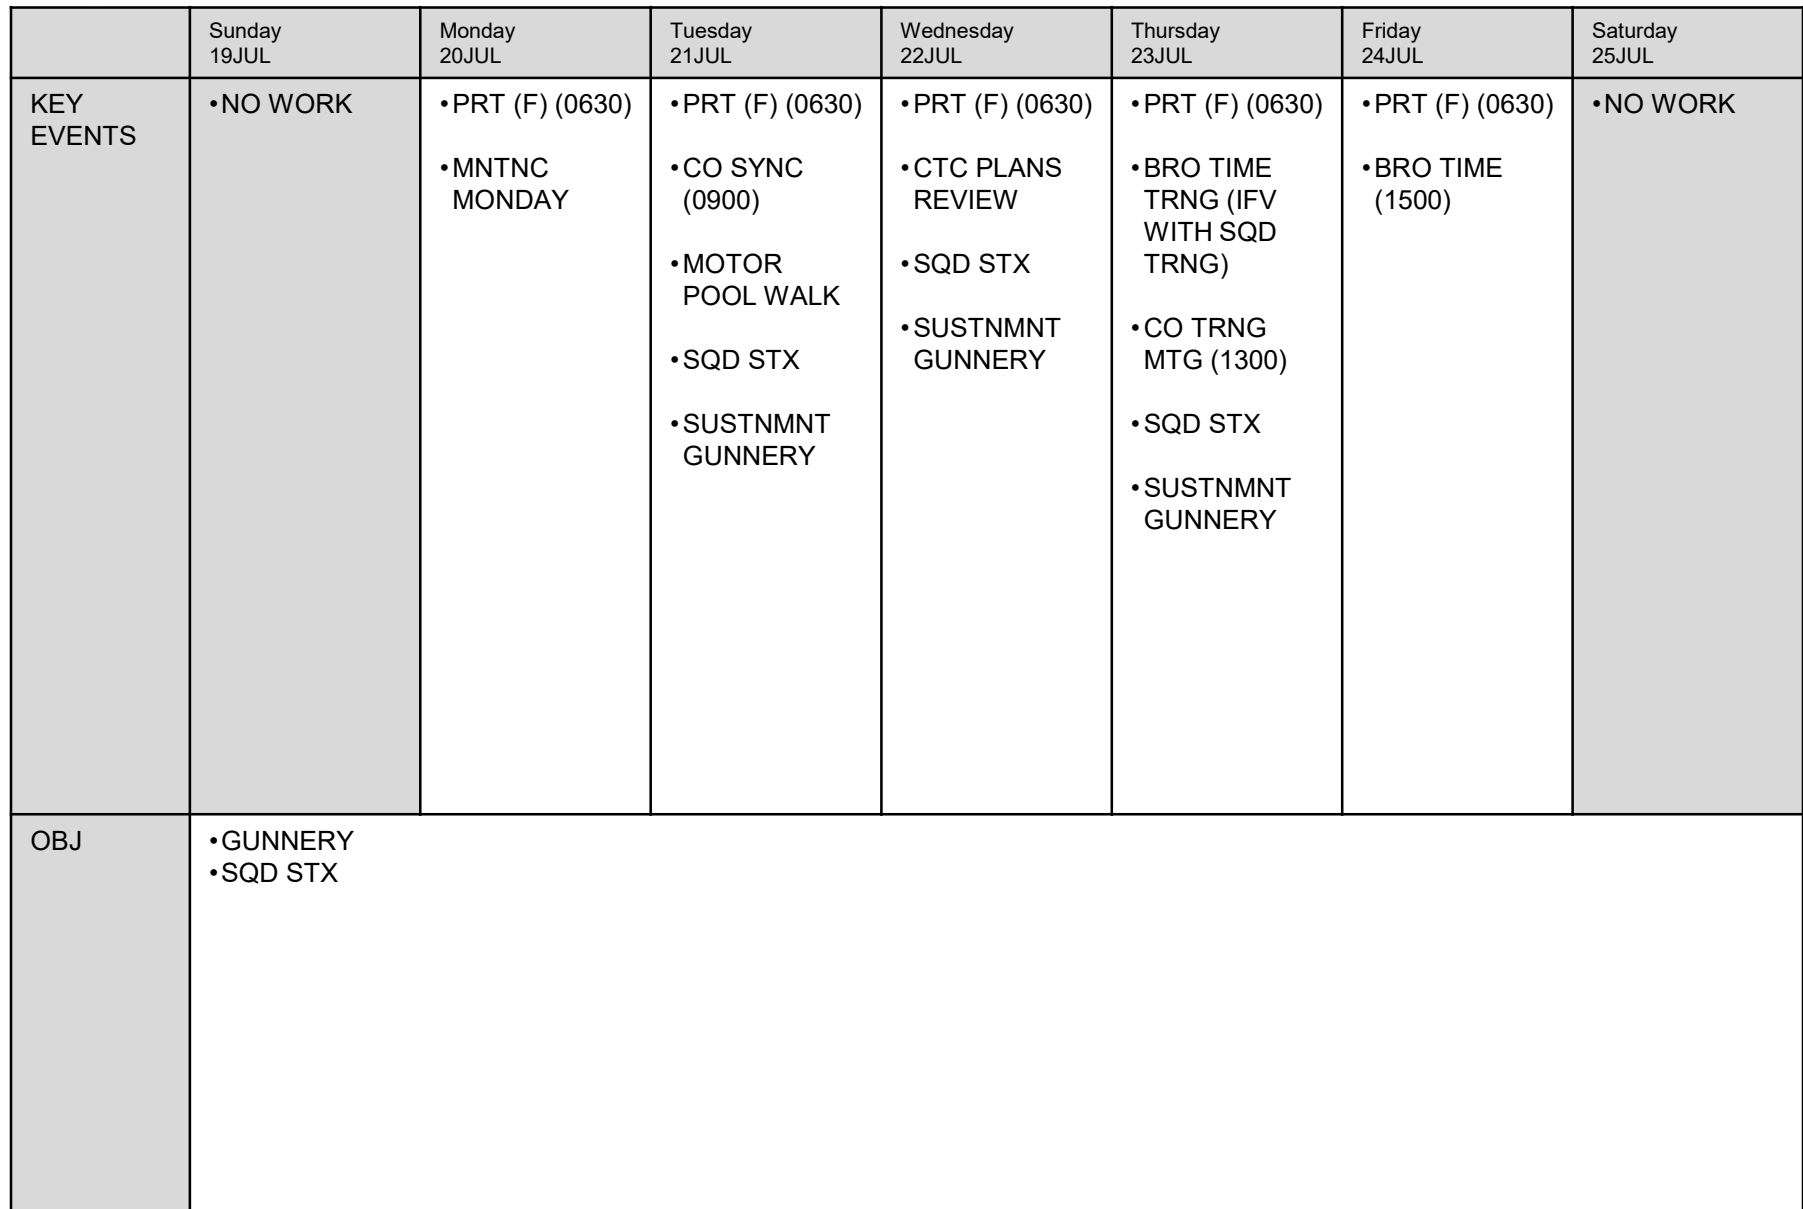 Sunday
19JUL
Monday
20JUL
Tuesday
21JUL
Wednesday
22JUL
Thursday
23JUL
Friday
24JUL
Saturday
25JUL
KEY
EVENTS
•NO WORK
•PRT (F) (0630)
•MNTNC
MONDAY
•PRT (F) (0630)
•CO SYNC
(0900)
•MOTOR
POOL WALK
•SQD STX
•SUSTNMNT
GUNNERY
•PRT (F) (0630)
•CTC PLANS
REVIEW
•SQD STX
•SUSTNMNT
GUNNERY
•PRT (F) (0630)
•BRO TIME
TRNG (IFV
WITH SQD
TRNG)
•CO TRNG
MTG (1300)
•SQD STX
•SUSTNMNT
GUNNERY
•PRT (F) (0630)
•BRO TIME
(1500)
•NO WORK
OBJ
•GUNNERY
•SQD STX